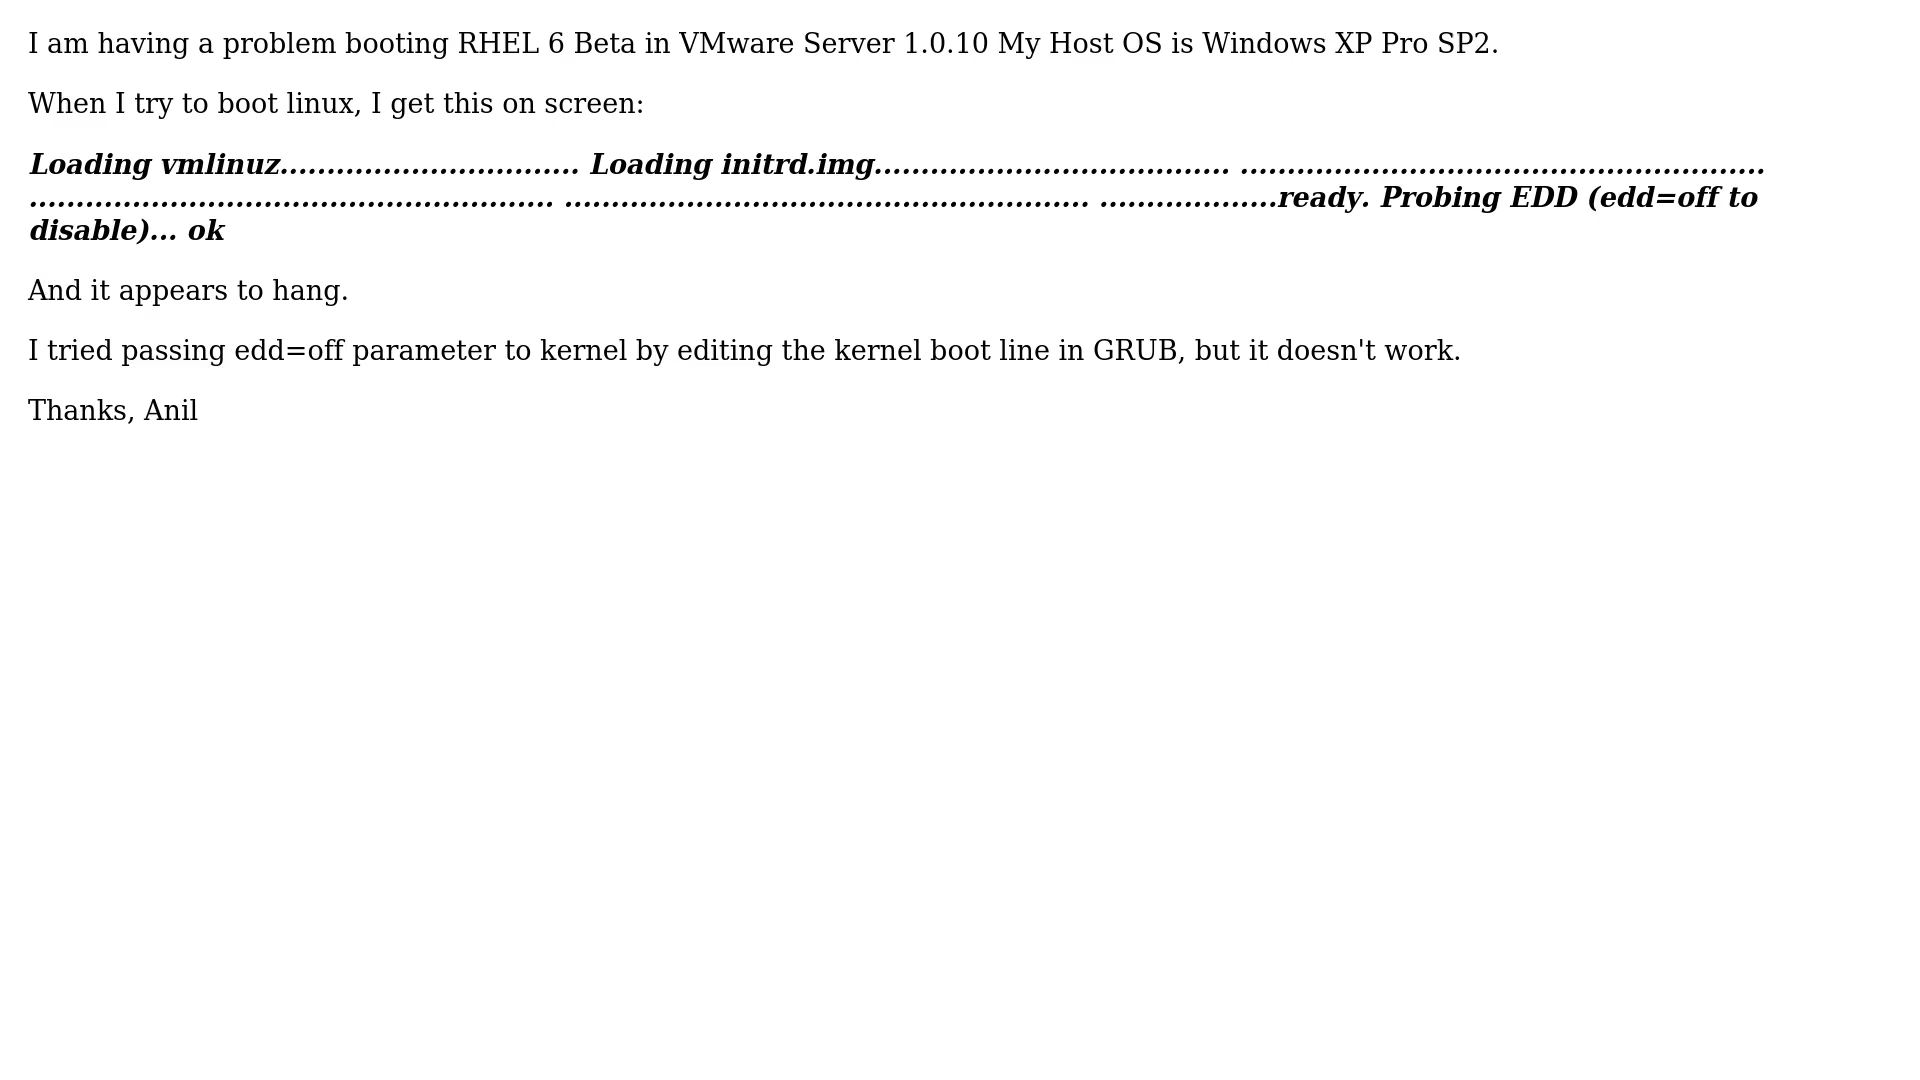 I am having a problem booting RHEL 6 Beta in VMware Server 1.0.10 My Host OS is Windows XP Pro SP2.
When I try to boot linux, I get this on screen:
Loading vmlinuz................................ Loading initrd.img...................................... ........................................................
........................................................ ........................................................ ...................ready. Probing EDD (edd=off to
disable)... ok
And it appears to hang.
I tried passing edd=off parameter to kernel by editing the kernel boot line in GRUB, but it doesn't work.
Thanks, Anil